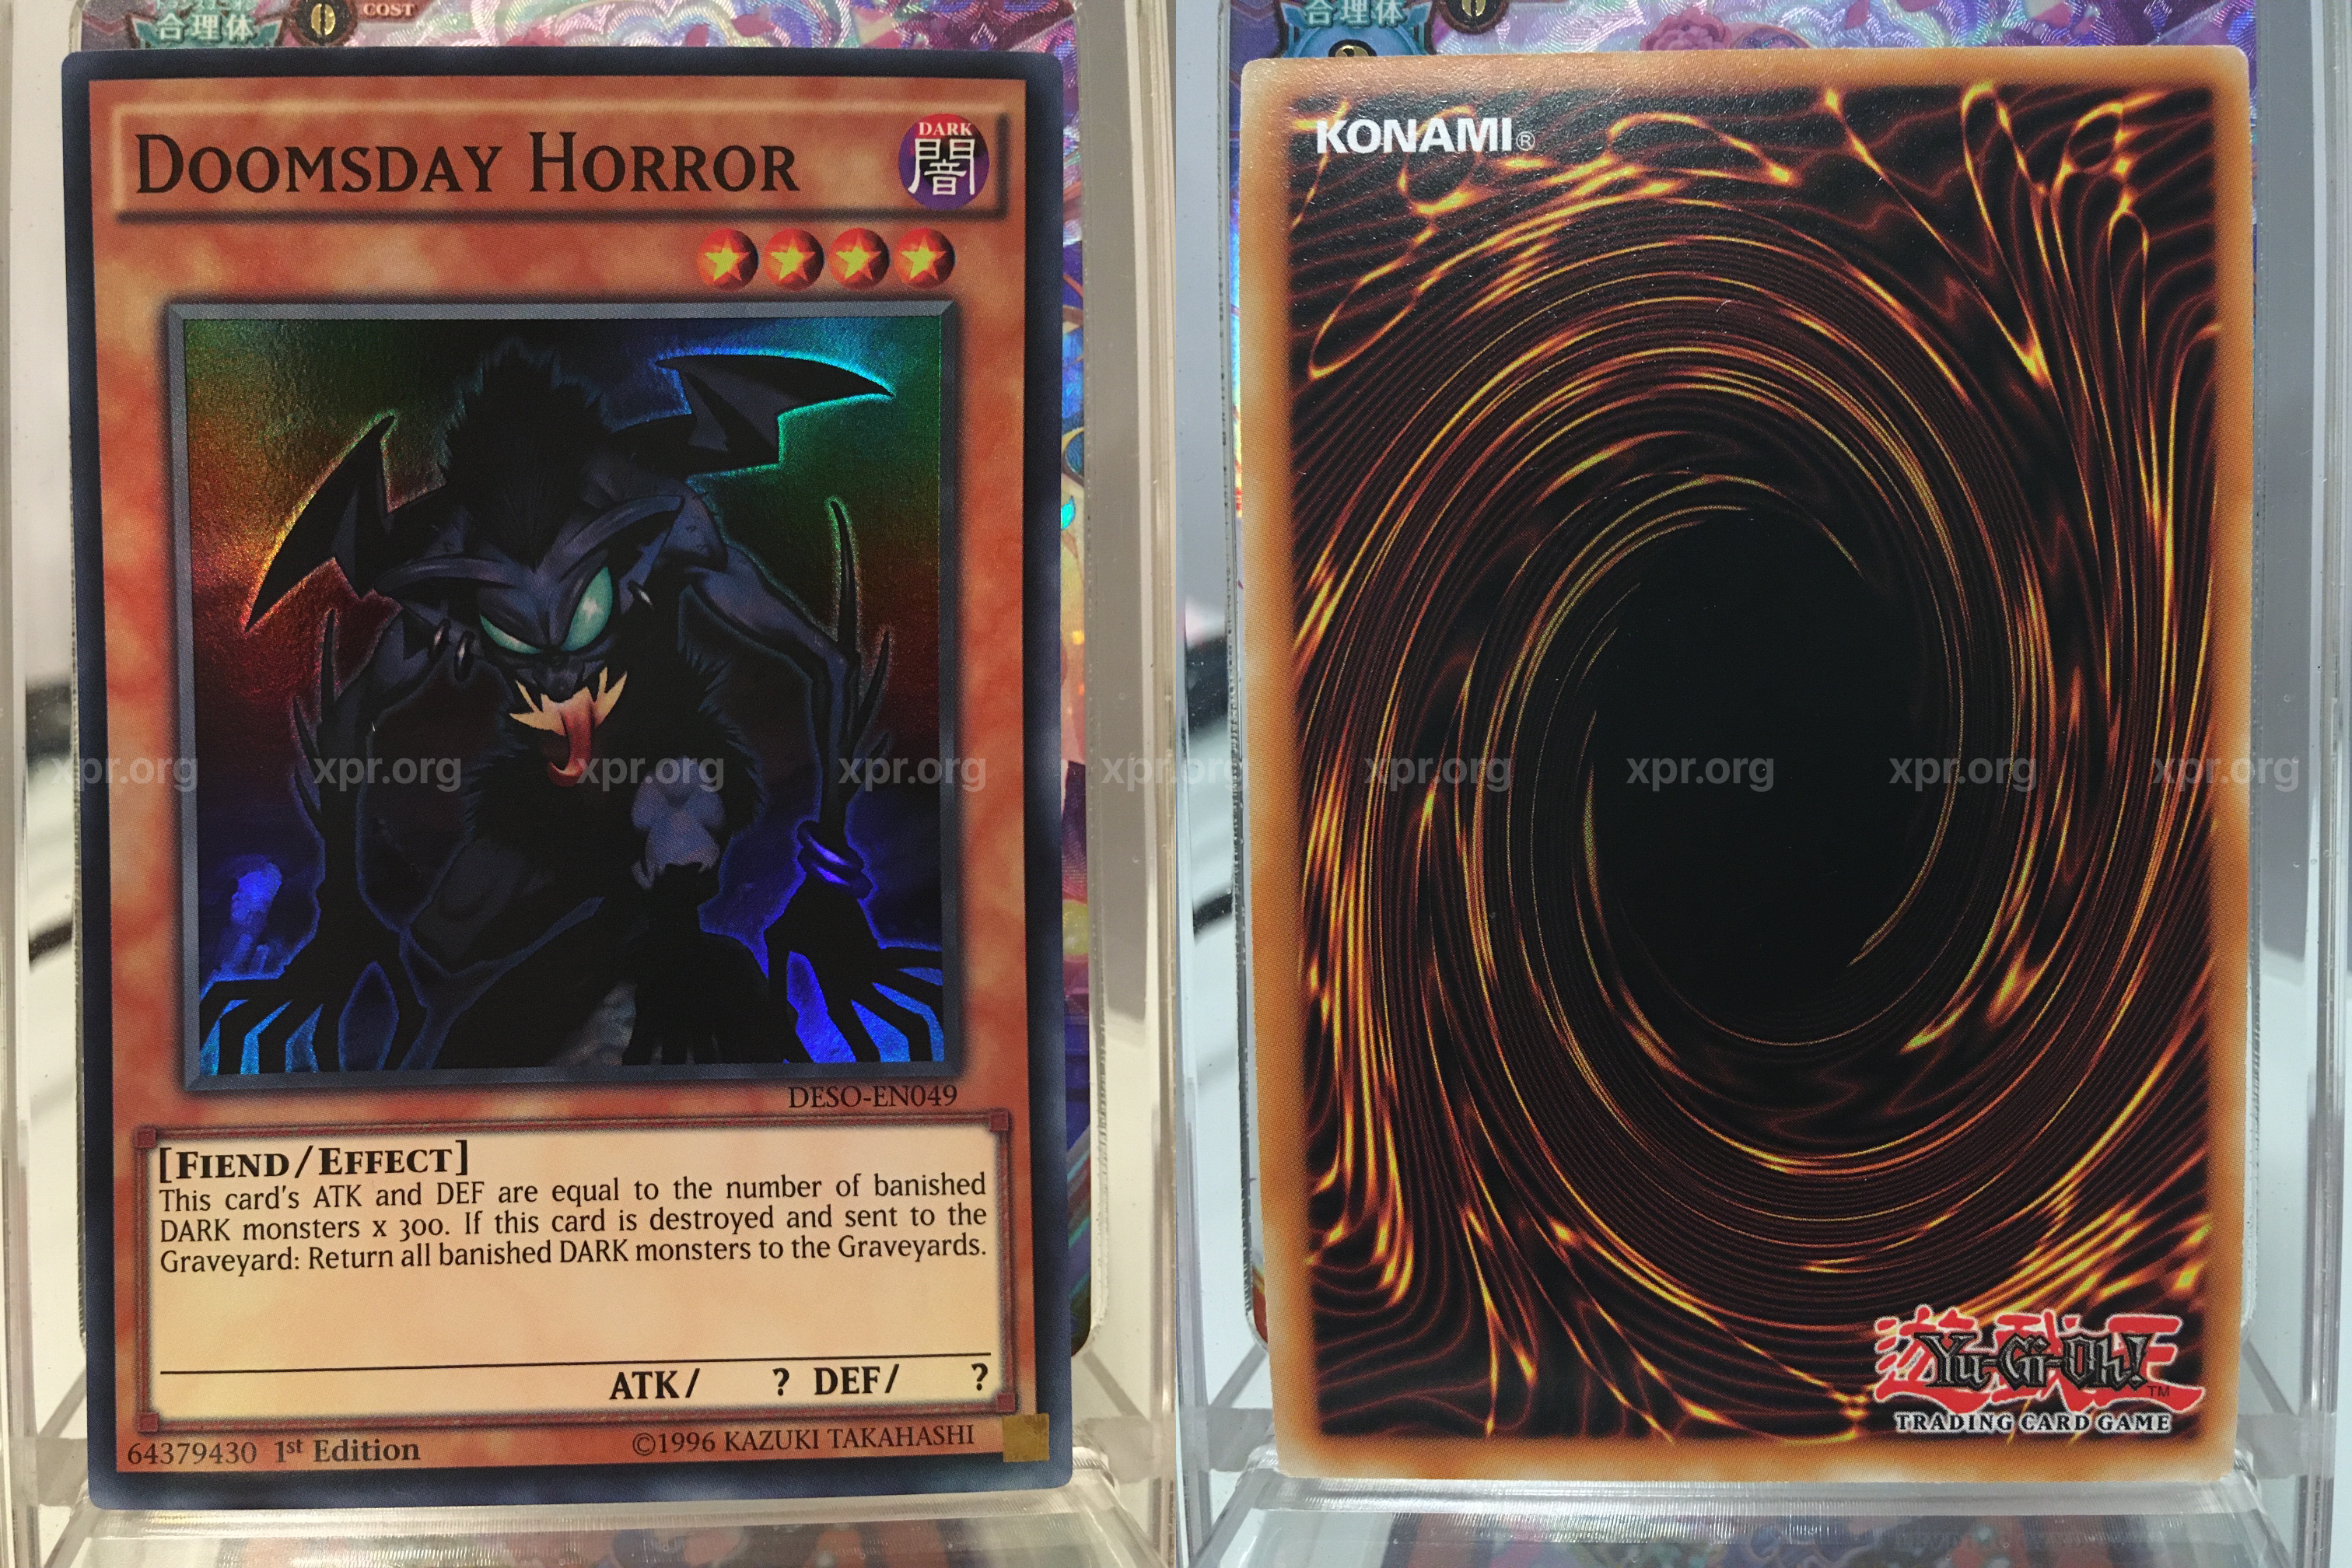 合理体
COST
DOOMSDAY HORROR
DARK
闇
DESO-EN049
[FIEND/EFFECT]
This card's ATK and DEF are equal to the number of banished
DARK monsters x 300. If this card is destroyed and sent to the
Graveyard: Return all banished DARK monsters to the Graveyards.
ATK/ ? DEF/ ?
64379430 1st Edition
©1996 KAZUKI TAKAHASHI
合理体
KONAMI®
遊戯王
Yu-Gi-Oh!
TM
TRADING CARD GAME
xpr.org xpr.org xpr.org xpr.org xpr.org xpr.org xpr.org xpr.org xpr.org